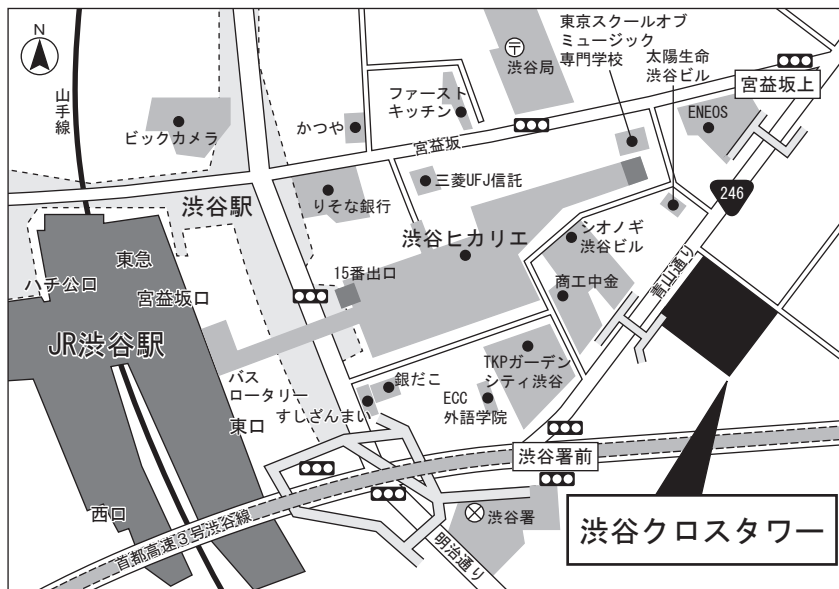 N
山手線
ビックカメラ
かつや
ファースト
キッチン
渋谷局
東京スクールオブ
ミュージック
専門学校
太陽生命
渋谷ビル
宮益坂上
ENEOS
宮益坂
三菱UFJ信託
りそな銀行
渋谷駅
246
渋谷ヒカリエ
シオノギ
渋谷ビル
青山通り
15番出口
商工中金
東急
ハチ公口
宮益坂口
JR渋谷駅
バス
ロータリー
東口
銀だこ
すしざんまい
TKPガーデン
シティ渋谷
ECC
外語学院
渋谷署前
西口
首都高速3号渋谷線
渋谷署
明治通り
渋谷クロスタワー